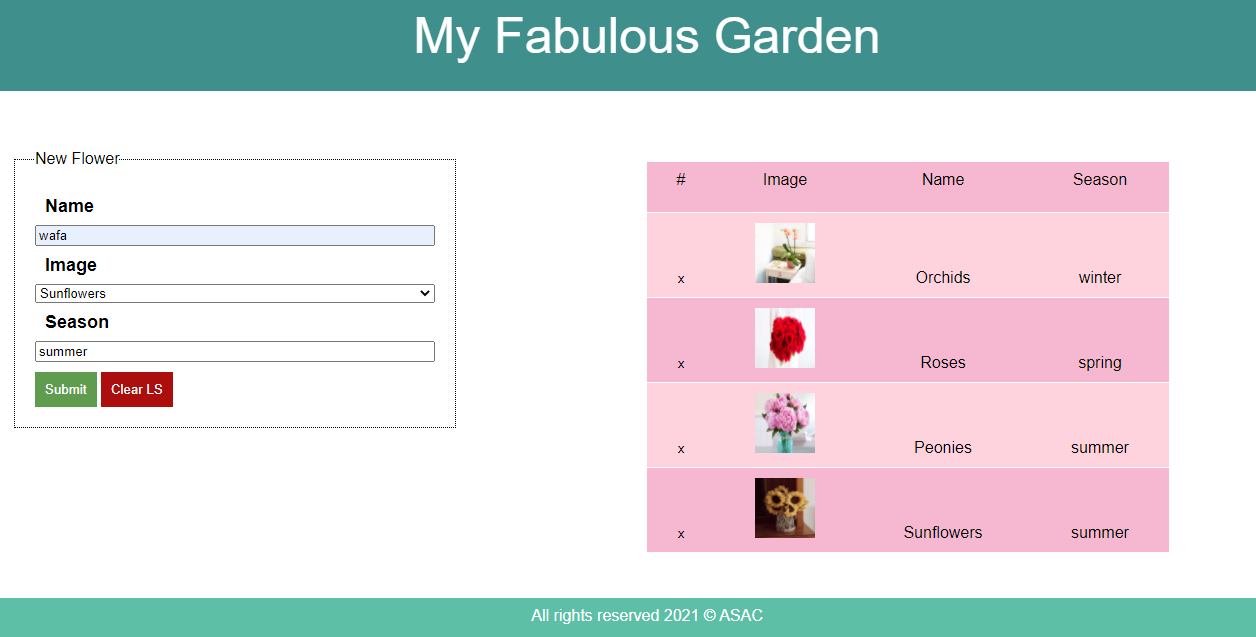 My Fabulous Garden
New Flower
Name
wafa
Image
Sunflowers
Season
summer
Submit Clear LS
# Image Name Season
x Orchids winter
x Roses spring
x Peonies summer
x Sunflowers summer
All rights reserved 2021 © ASAC